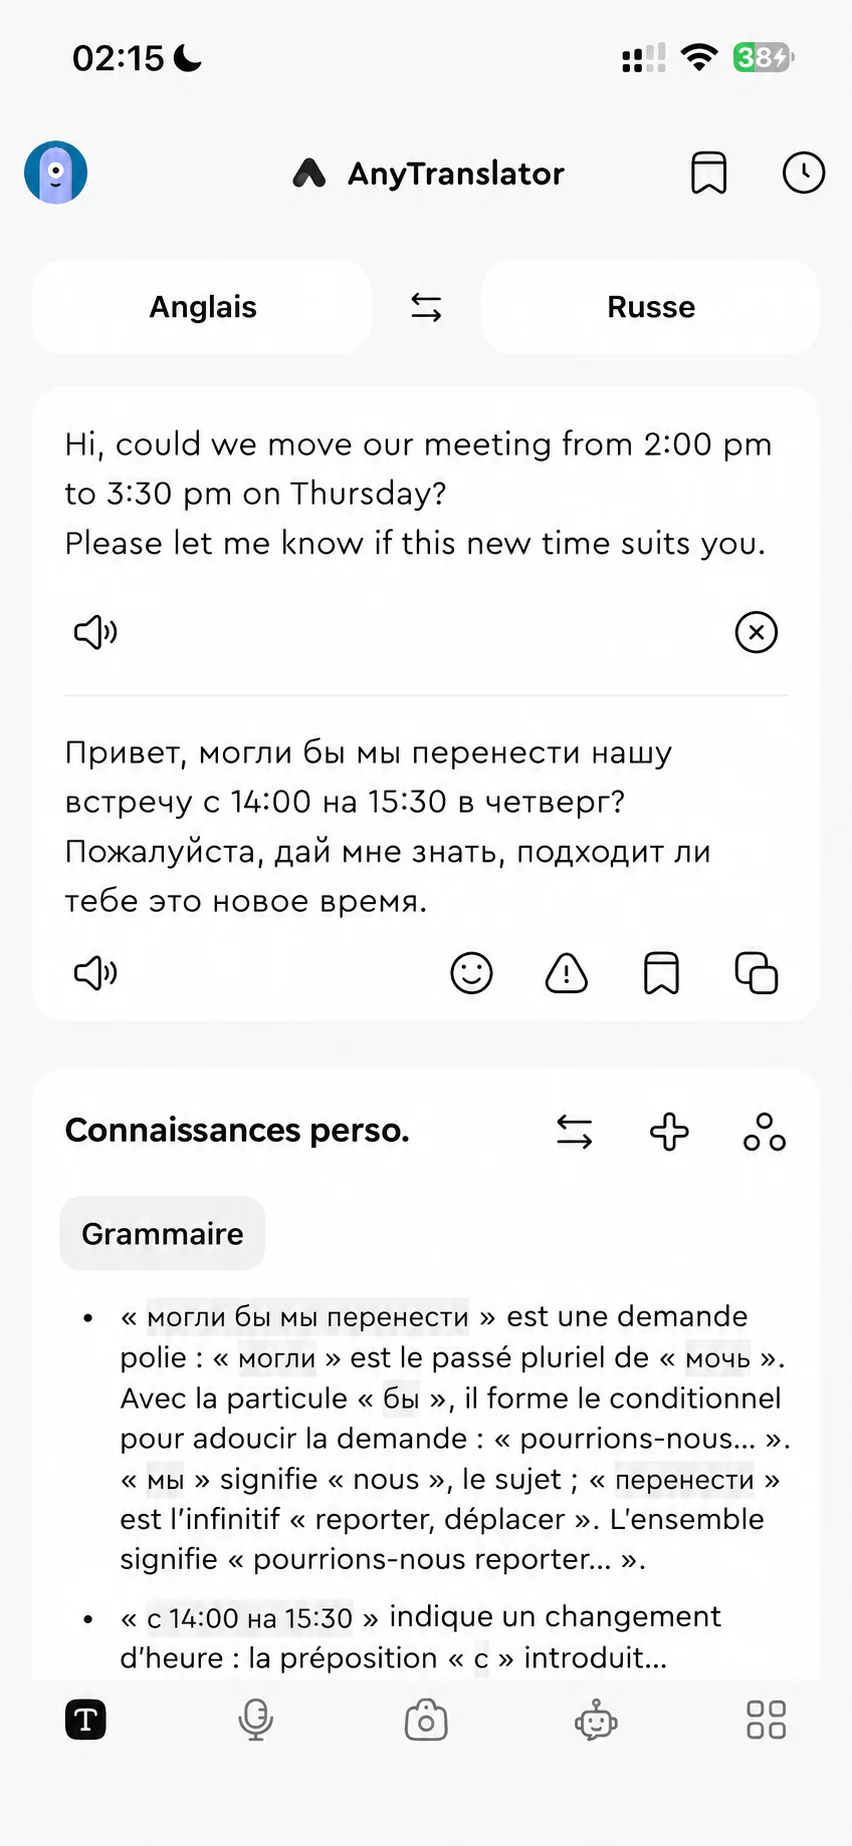 02:15
38
AnyTranslator
Anglais
Russe
Hi, could we move our meeting from 2:00 pm
to 3:30 pm on Thursday?
Please let me know if this new time suits you.
Привет, могли бы мы перенести нашу
встречу с 14:00 на 15:30 в четверг?
Пожалуйста, дай мне знать, подходит ли
тебе это новое время.
Connaissances perso.
Grammaire
• « могли бы мы перенести » est une demande
polie : « могли » est le passé pluriel de « мочь ».
Avec la particule « бы », il forme le conditionnel
pour adoucir la demande : « pourrions-nous... ».
« мы » signifie « nous », le sujet ; « перенести »
est l’infinitif « reporter, déplacer ». L’ensemble
signifie « pourrions-nous reporter... ».
• « с 14:00 на 15:30 » indique un changement
d’heure : la préposition « с » introduit...
T